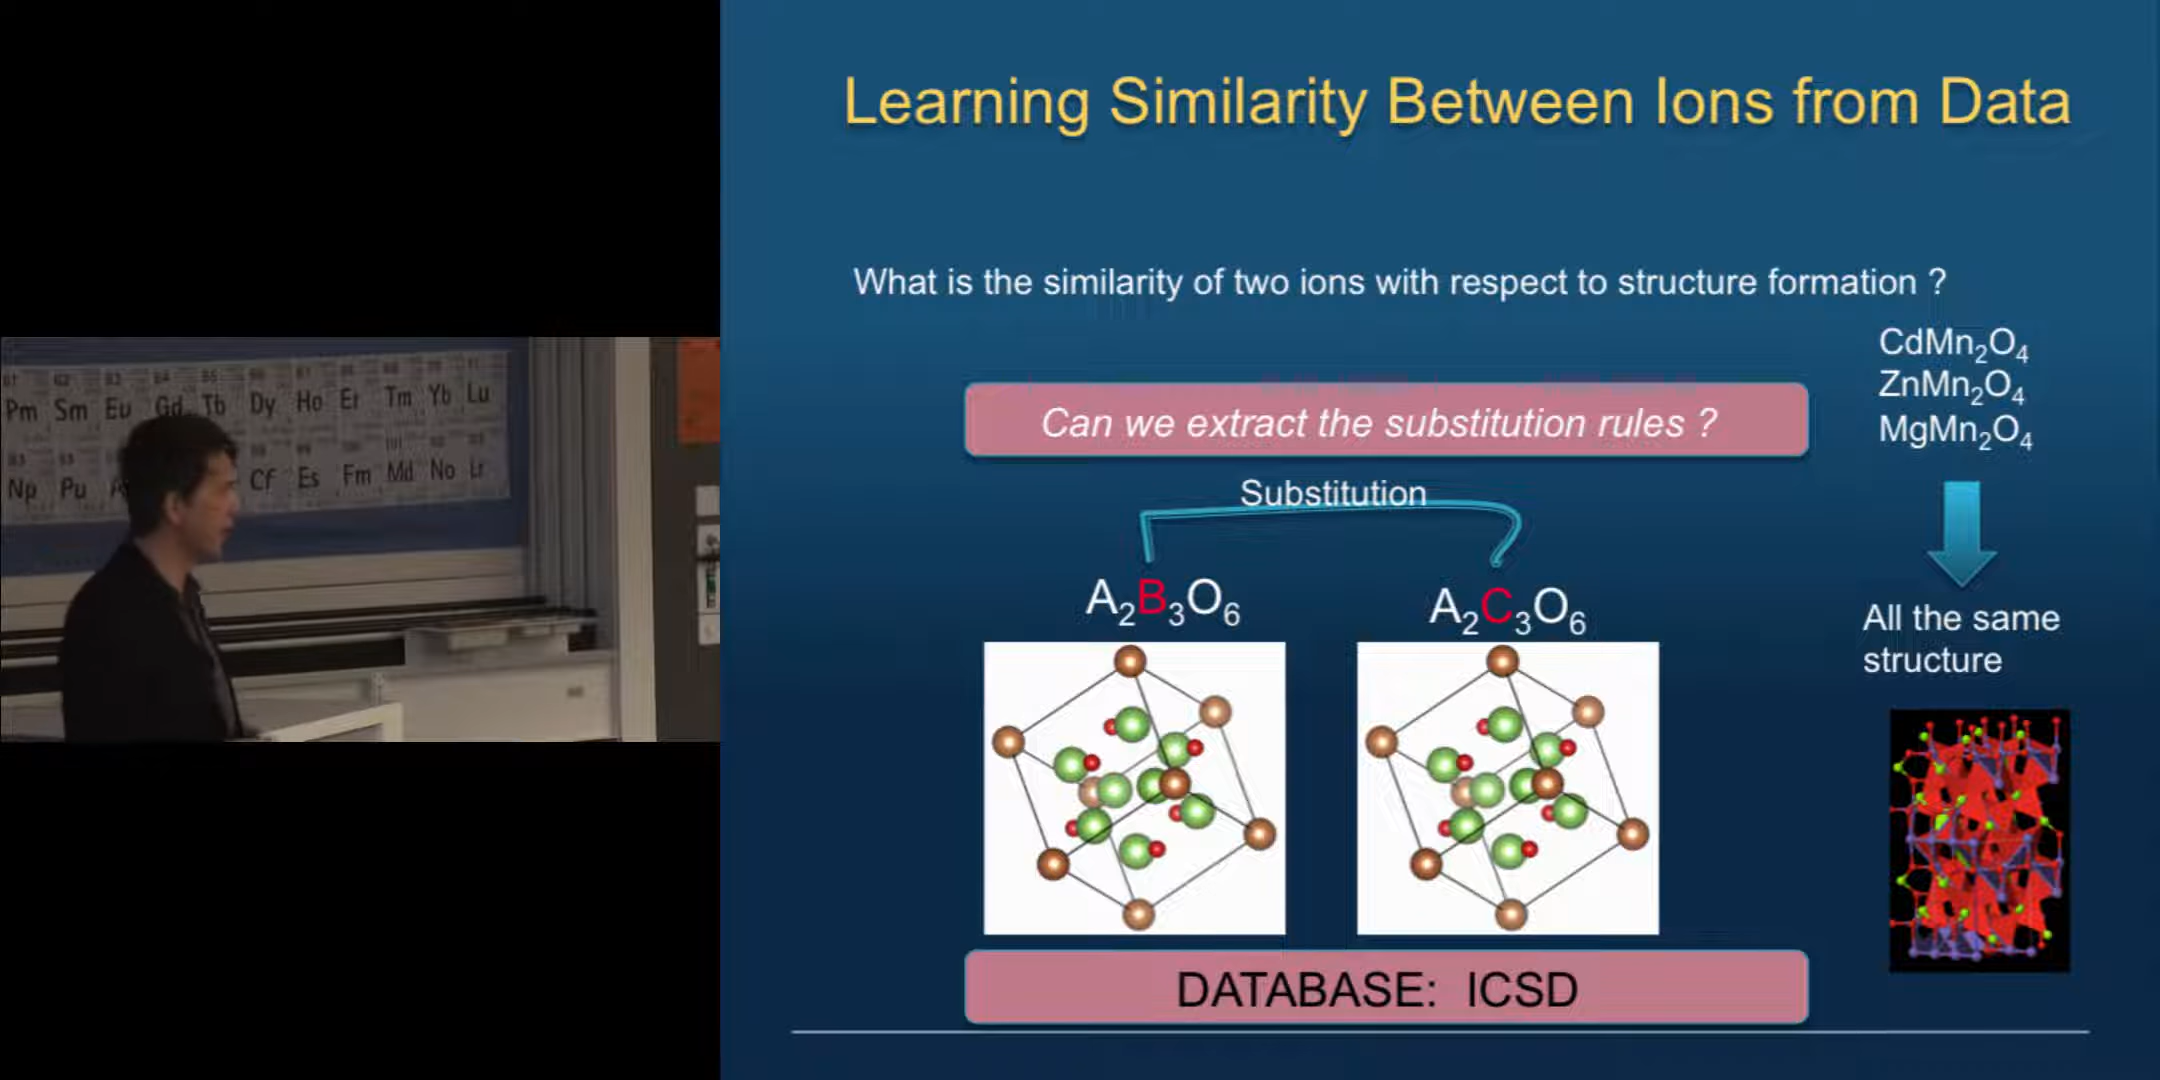 Learning Similarity Between Ions from Data
What is the similarity of two ions with respect to structure formation ?
CdMn2O4
ZnMn2O4
MgMn2O4
Can we extract the substitution rules ?
Substitution
A2B3O6 A2C3O6
All the same
structure
DATABASE: ICSD
Pm Sm Eu Gd Tb Dy Ho Er Tm Yb Lu
Np Pu Cf Es Fm Md No Lr